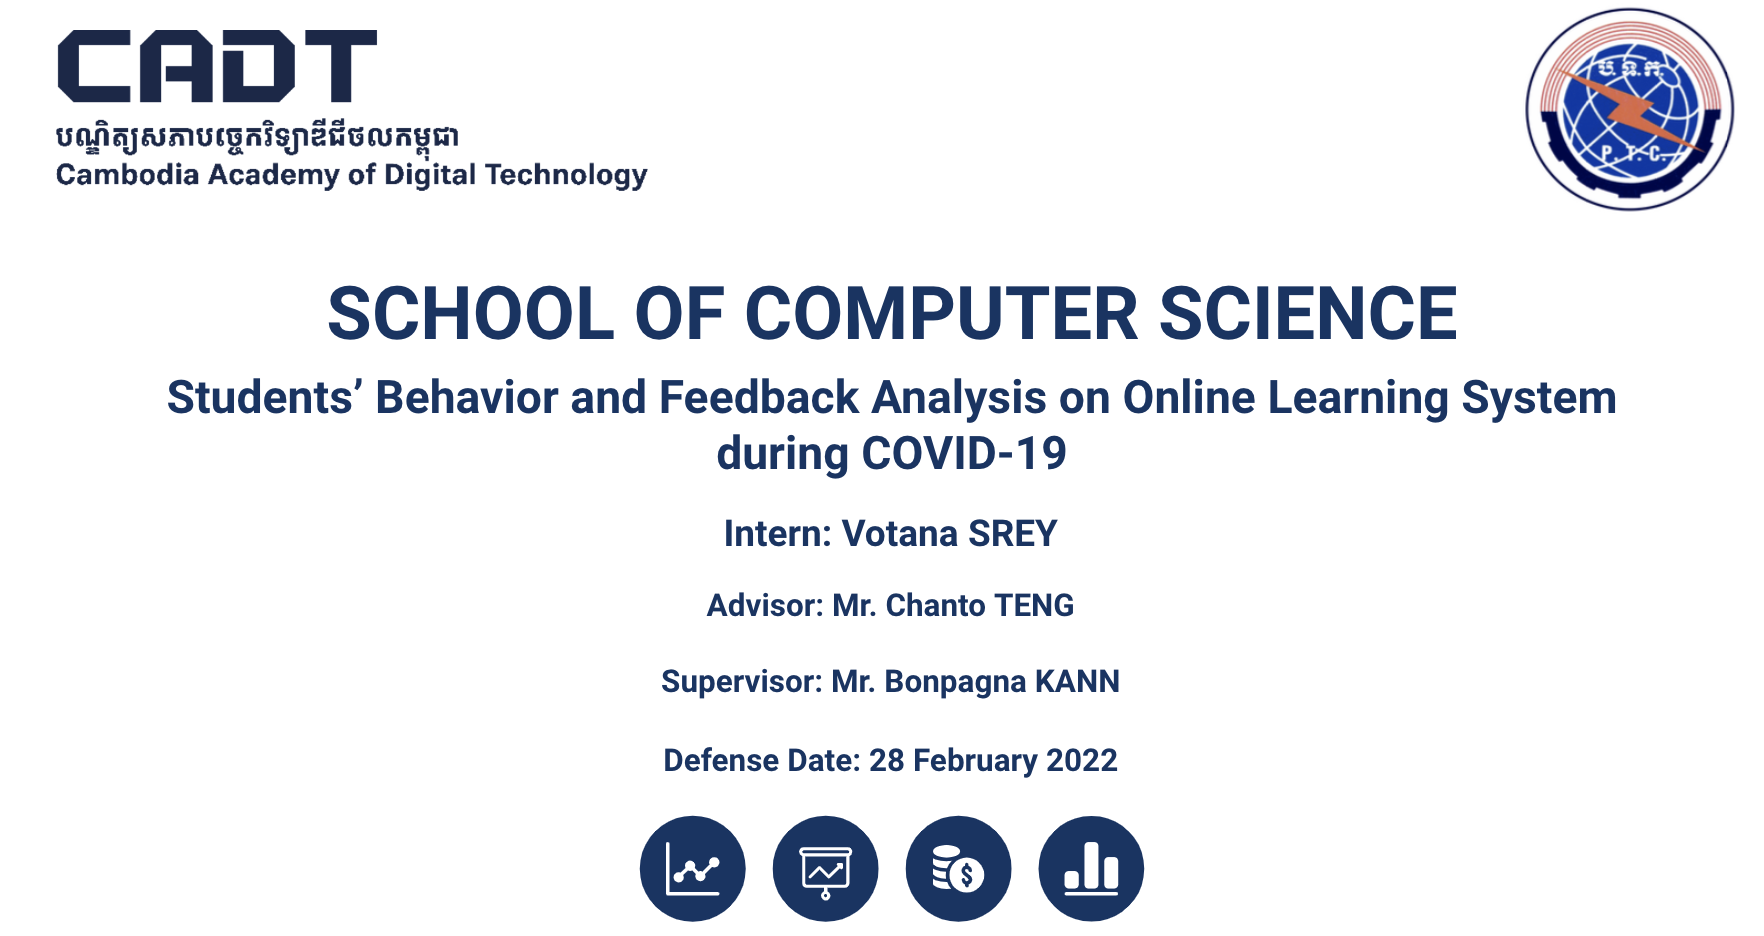 CADT
បណ្ឌិត្យសភាបច្ចេកវិទ្យាឌីជីថលកម្ពុជា
Cambodia Academy of Digital Technology
ប.ទ.ក.
P. T. C.
SCHOOL OF COMPUTER SCIENCE
Students’ Behavior and Feedback Analysis on Online Learning System
during COVID-19
Intern: Votana SREY
Advisor: Mr. Chanto TENG
Supervisor: Mr. Bonpagna KANN
Defense Date: 28 February 2022
$